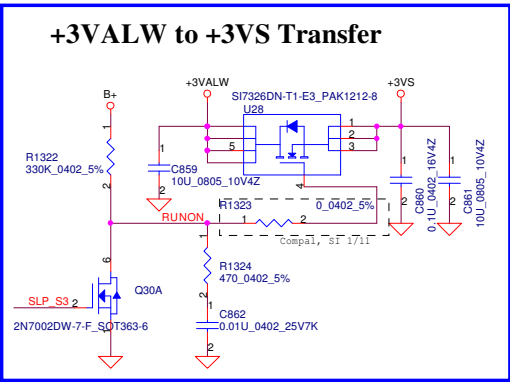 +3VALW to +3VS Transfer
B+
+3VALW
+3VS
SI7326DN-T1-E3_PAK1212-8
U28
1
2
3
5
4
1
R1322
330K_0402_5%
2
1
C859
10U_0805_10V4Z
2
1
C860
0.1U_0402_16V4Z
2
1
C861
10U_0805_10V4Z
2
R1323
0_0402_5%
1
2
Compal, SI 1/11
RUNON
1
R1324
470_0402_5%
2
6
SLP_S3
2
Q30A
2N7002DW-7-F_SOT363-6
1
1
C862
0.01U_0402_25V7K
2